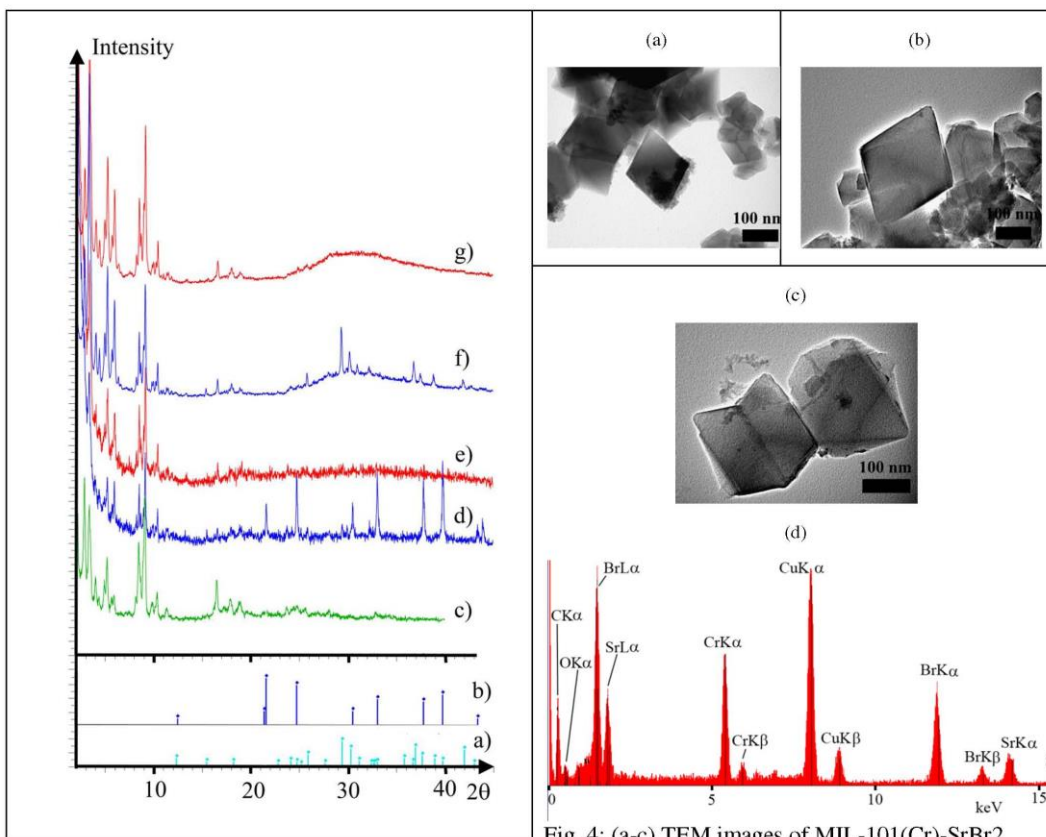 Intensity
g)
f)
e)
d)
c)
b)
a)
10 20 30 40 2θ
(a)
100 nm
(b)
100 nm
(c)
100 nm
(d)
CKα
OKα
BrLα
SrLα
CrKα
CrKβ
CuKα
CuKβ
BrKα
BrKβ
SrKα
0 5 10 15
keV
Fig. 4: (a-c) TEM images of MIL-101(Cr)-SrBr2